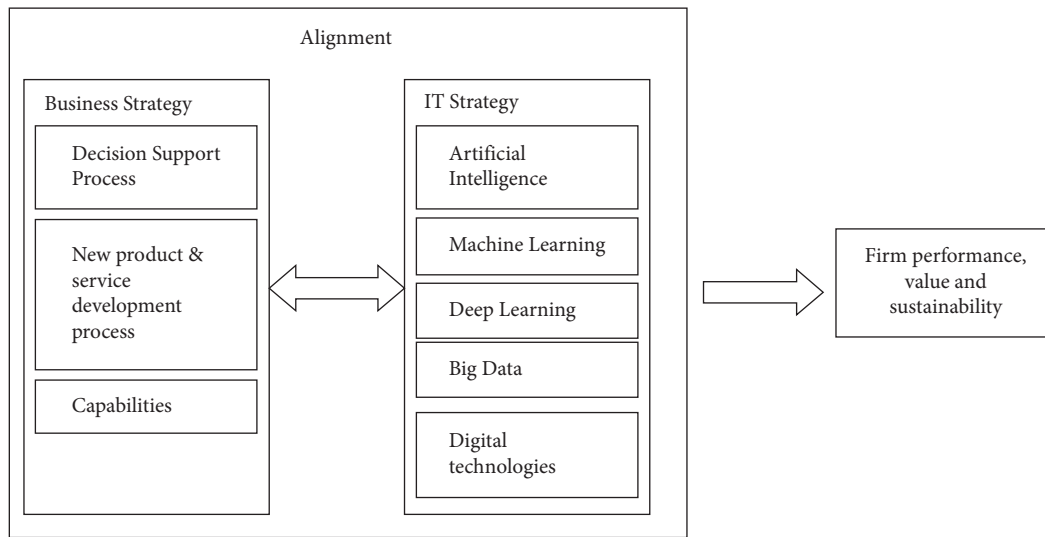 Alignment
Business Strategy
Decision Support
Process
New product &
service
development
process
Capabilities
IT Strategy
Artificial
Intelligence
Machine Learning
Deep Learning
Big Data
Digital
technologies
Firm performance,
value and
sustainability